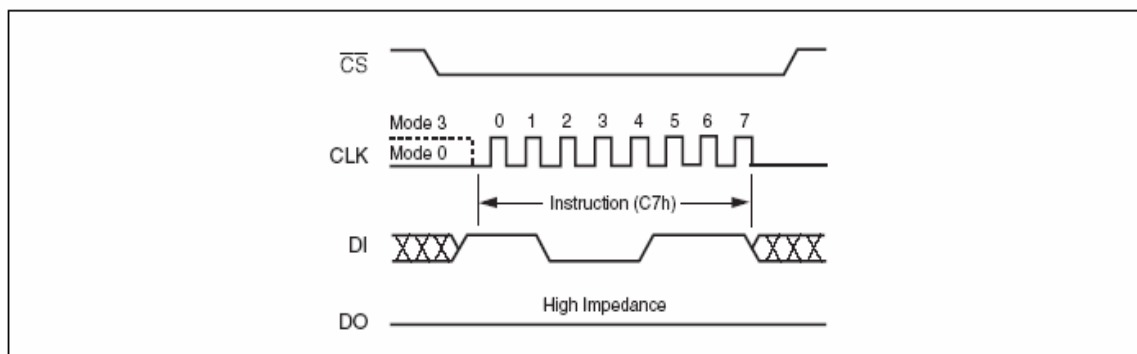 CS
Mode 3 0 1 2 3 4 5 6 7
CLK Mode 0
Instruction (C7h)
DI
High Impedance
DO